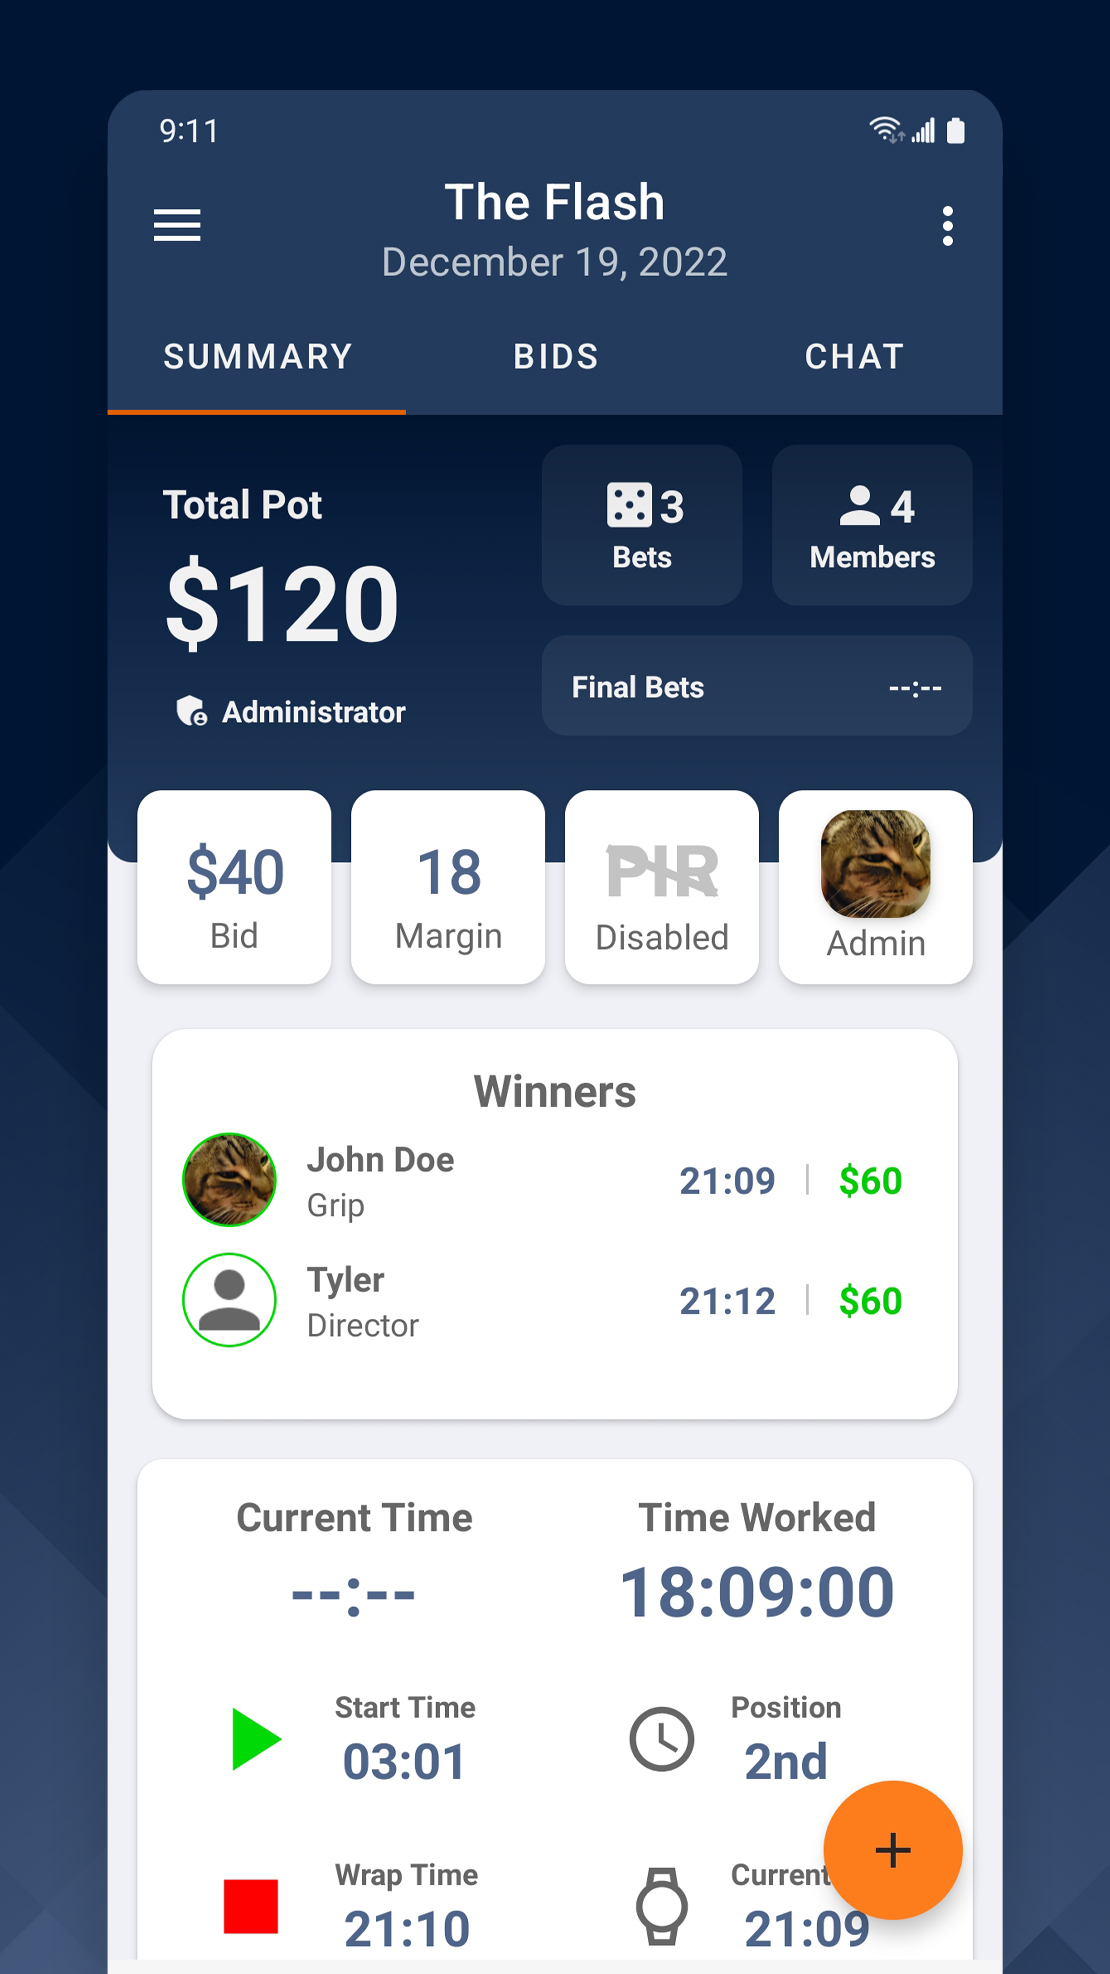 9:11
The Flash
December 19, 2022
SUMMARY BIDS CHAT
Total Pot
$120
Administrator
3
Bets
4
Members
Final Bets --:--
$40
Bid
18
Margin
PIR
Disabled
Admin
Winners
John Doe
Grip
21:09 | $60
Tyler
Director
21:12 | $60
Current Time
--:--
Time Worked
18:09:00
Start Time
03:01
Position
2nd
+
Wrap Time
21:10
Current
21:09